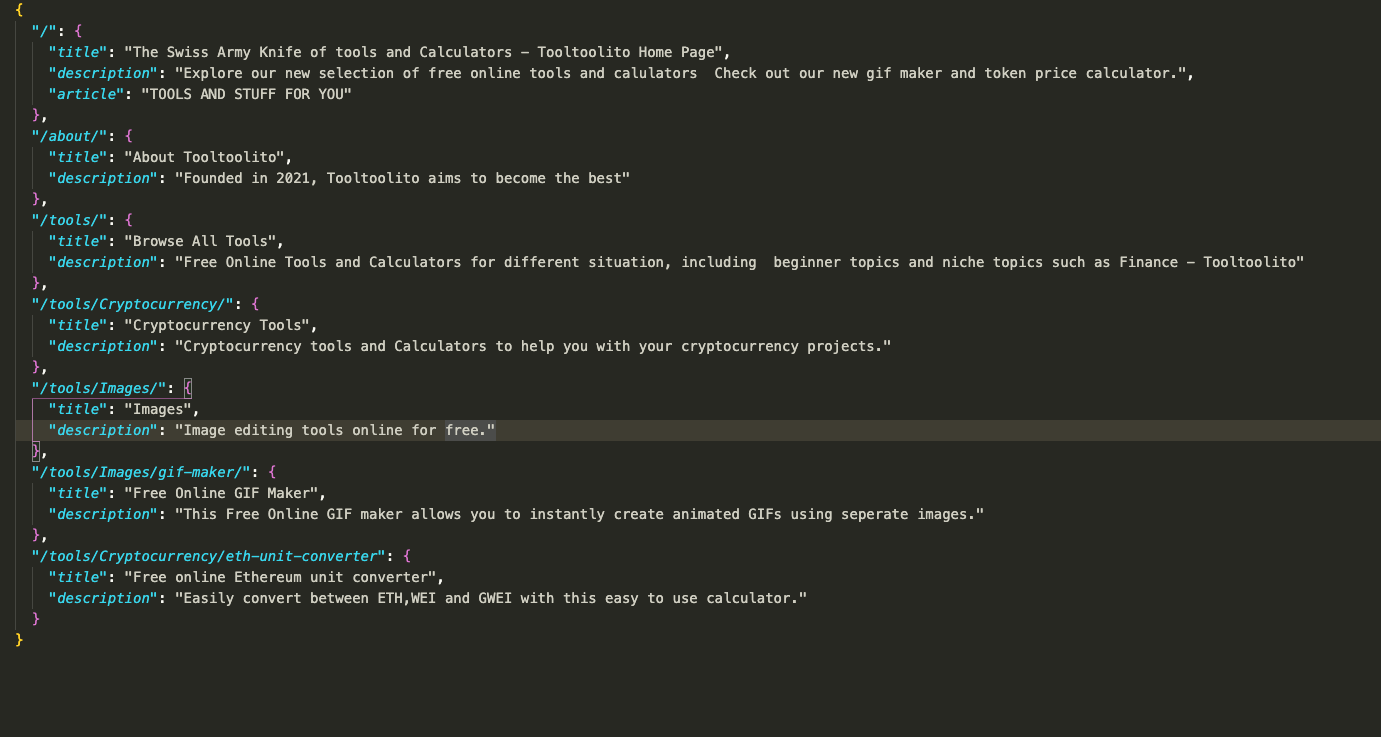 {
"/": {
"title": "The Swiss Army Knife of tools and Calculators - Tooltoolito Home Page",
"description": "Explore our new selection of free online tools and calulators  Check out our new gif maker and token price calculator.",
"article": "TOOLS AND STUFF FOR YOU"
},
"/about/": {
"title": "About Tooltoolito",
"description": "Founded in 2021, Tooltoolito aims to become the best"
},
"/tools/": {
"title": "Browse All Tools",
"description": "Free Online Tools and Calculators for different situation, including  beginner topics and niche topics such as Finance - Tooltoolito"
},
"/tools/Cryptocurrency/": {
"title": "Cryptocurrency Tools",
"description": "Cryptocurrency tools and Calculators to help you with your cryptocurrency projects."
},
"/tools/Images/": {
"title": "Images",
"description": "Image editing tools online for free."
},
"/tools/Images/gif-maker/": {
"title": "Free Online GIF Maker",
"description": "This Free Online GIF maker allows you to instantly create animated GIFs using seperate images."
},
"/tools/Cryptocurrency/eth-unit-converter": {
"title": "Free online Ethereum unit converter",
"description": "Easily convert between ETH,WEI and GWEI with this easy to use calculator."
}
}